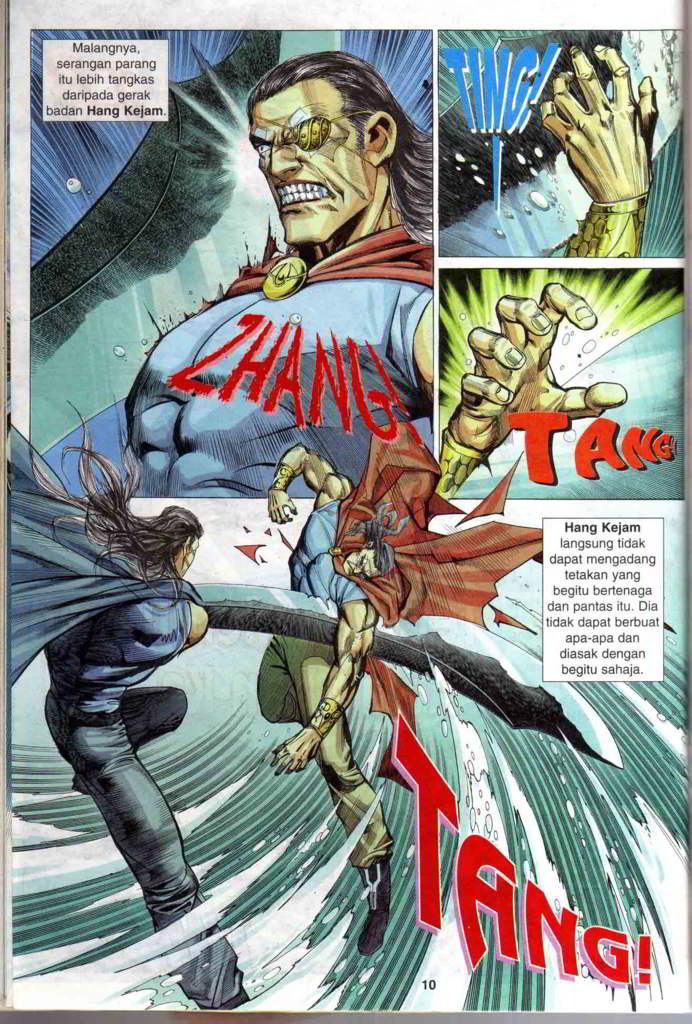 Malangnya,
serangan parang
itu lebih tangkas
daripada gerak
badan Hang Kejam.
TING!
ZHANG!
TANG!
Hang Kejam
langsung tidak
dapat mengadang
tetakan yang
begitu bertenaga
dan pantas itu. Dia
tidak dapat berbuat
apa-apa dan
diasak dengan
begitu sahaja.
TANG!
10